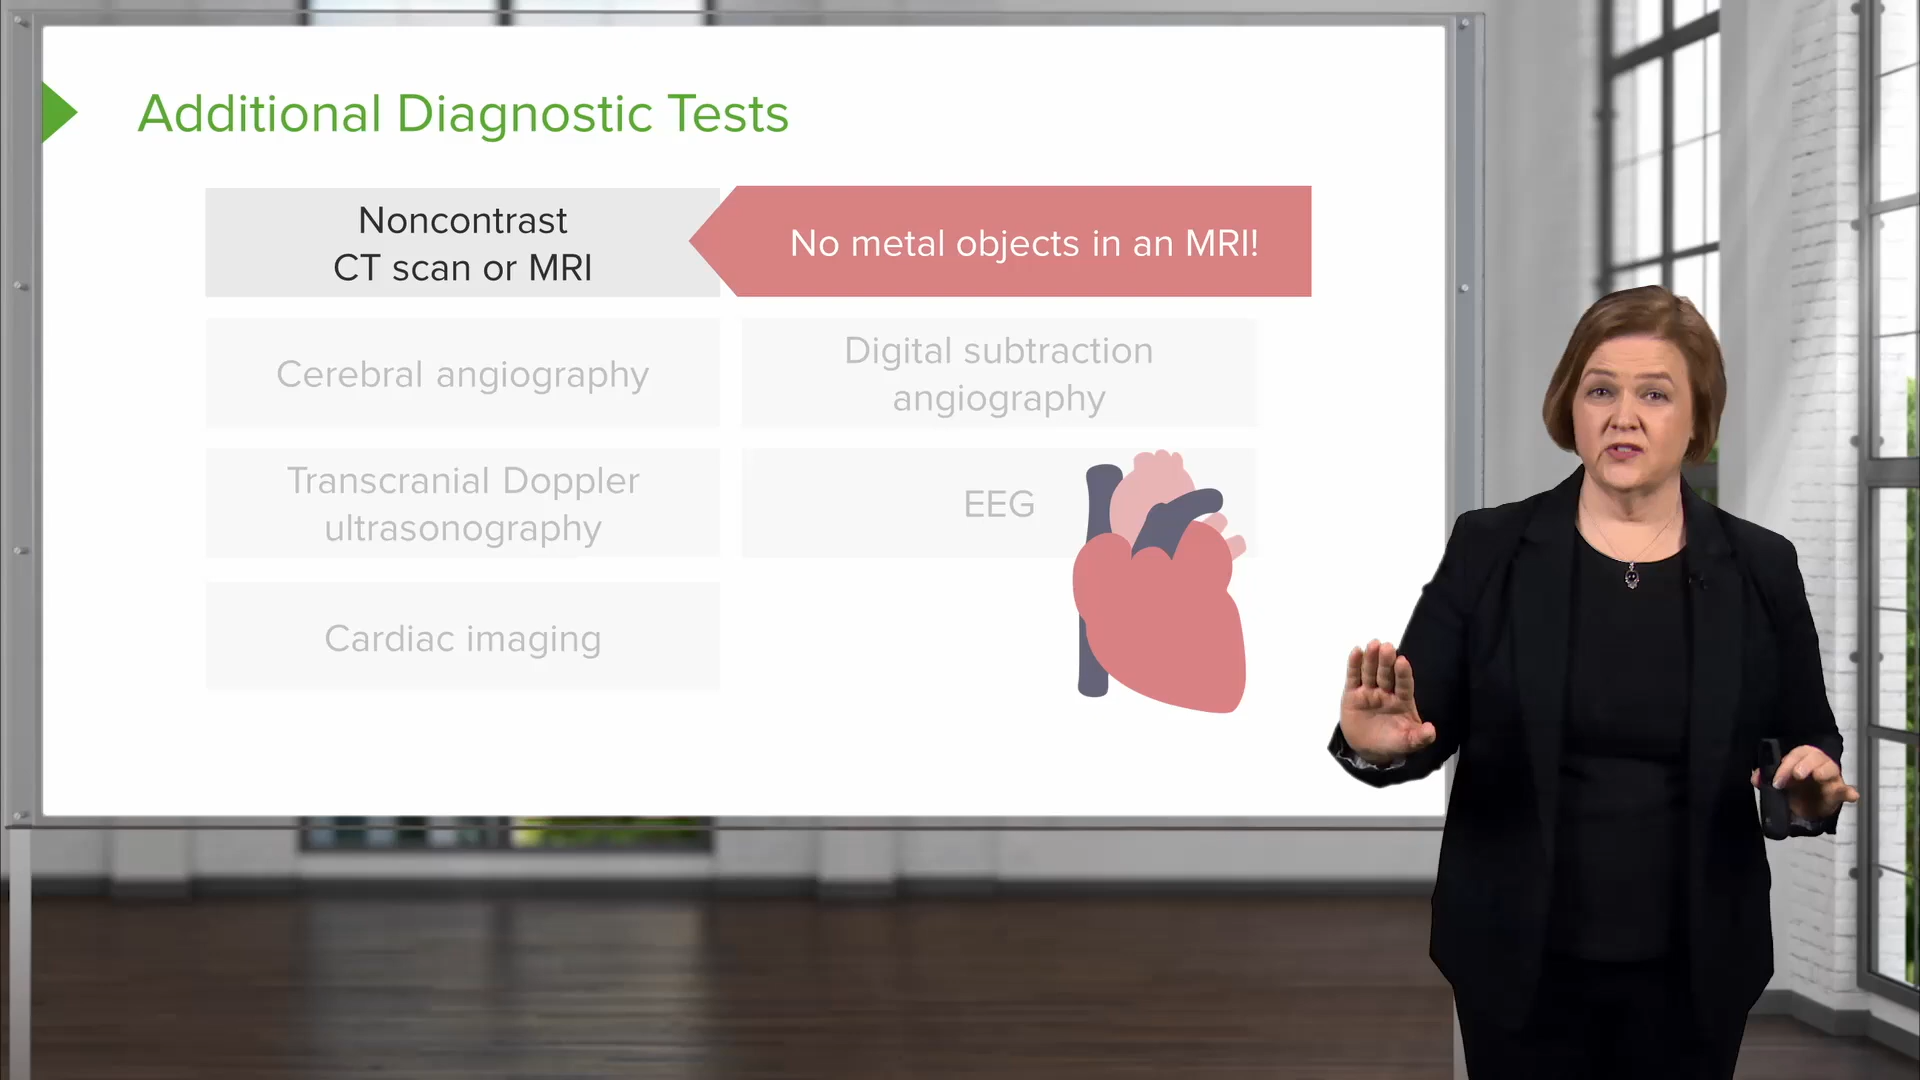 Additional Diagnostic Tests
Noncontrast
CT scan or MRI
No metal objects in an MRI!
Cerebral angiography
Digital subtraction
angiography
Transcranial Doppler
ultrasonography
EEG
Cardiac imaging